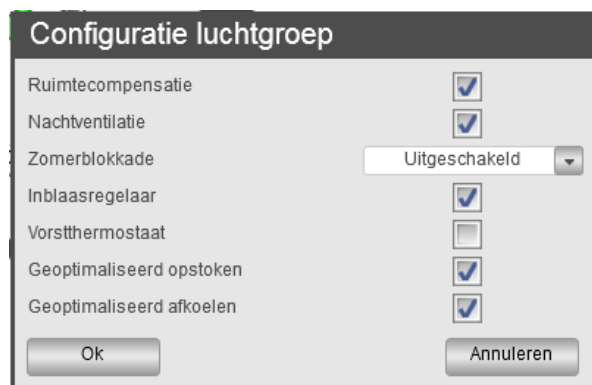 Configuratie luchtgroep
Ruimtecompensatie
Nachtventilatie
Zomerblokkade Uitgeschakeld
Inblaasregelaar
Vorstthermostaat
Geoptimaliseerd opstoken
Geoptimaliseerd afkoelen
Ok Annuleren